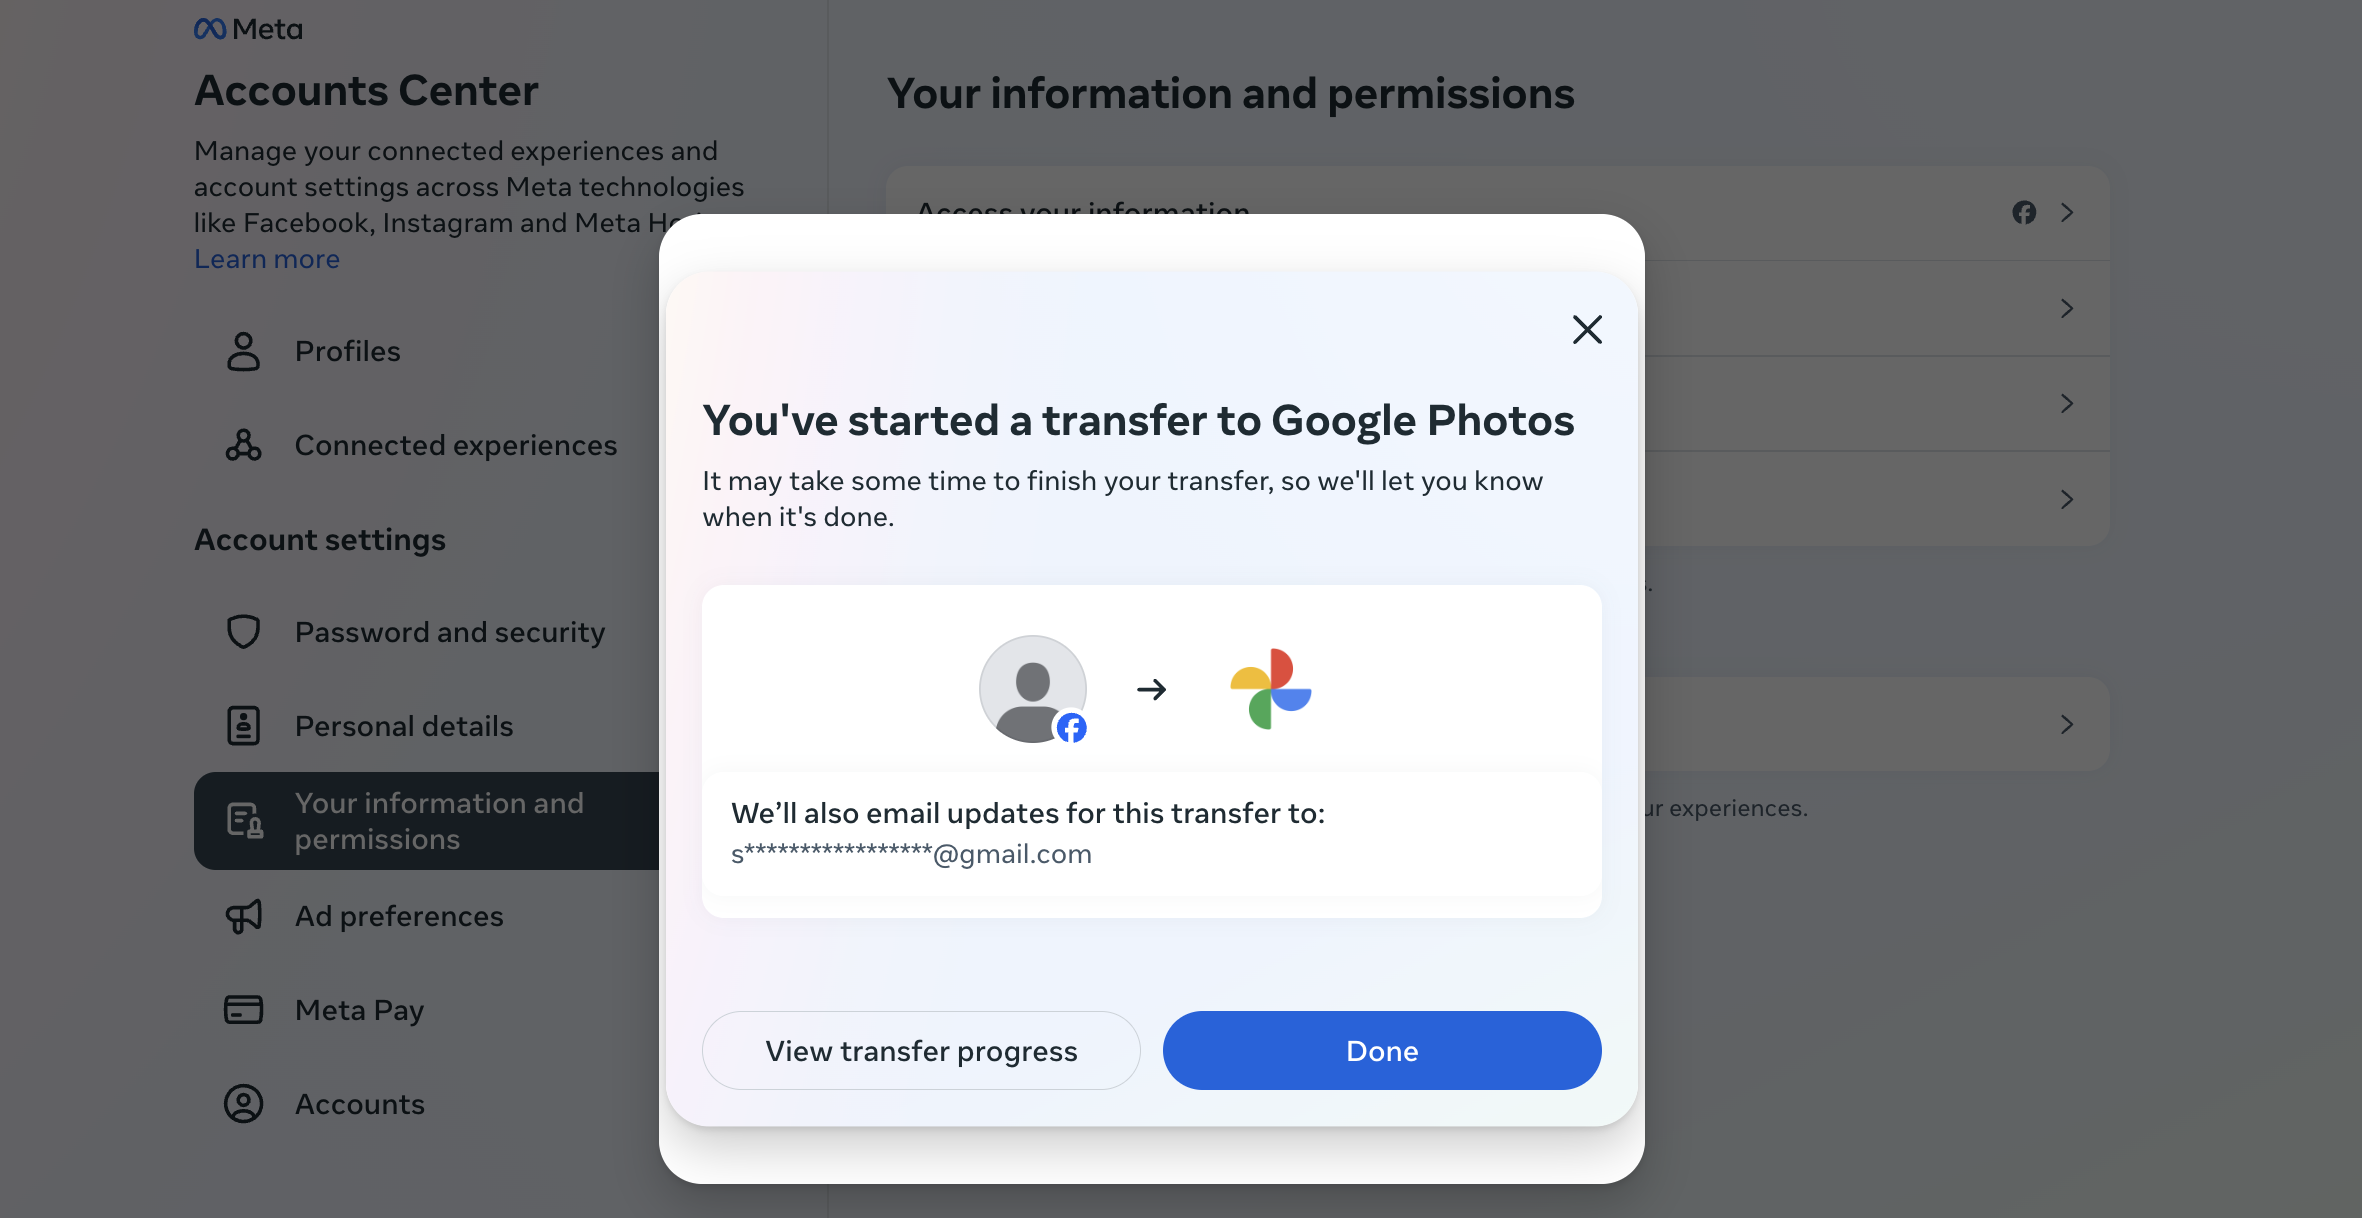 Meta
Accounts Center
Manage your connected experiences and
account settings across Meta technologies
like Facebook, Instagram and Meta
Learn more
Profiles
Connected experiences
Account settings
Password and security
Personal details
Your information and
permissions
Ad preferences
Meta Pay
Accounts
Your information and permissions
Access your information
experiences.
You've started a transfer to Google Photos
It may take some time to finish your transfer, so we'll let you know
when it's done.
We’ll also email updates for this transfer to:
s*****************@gmail.com
View transfer progress
Done